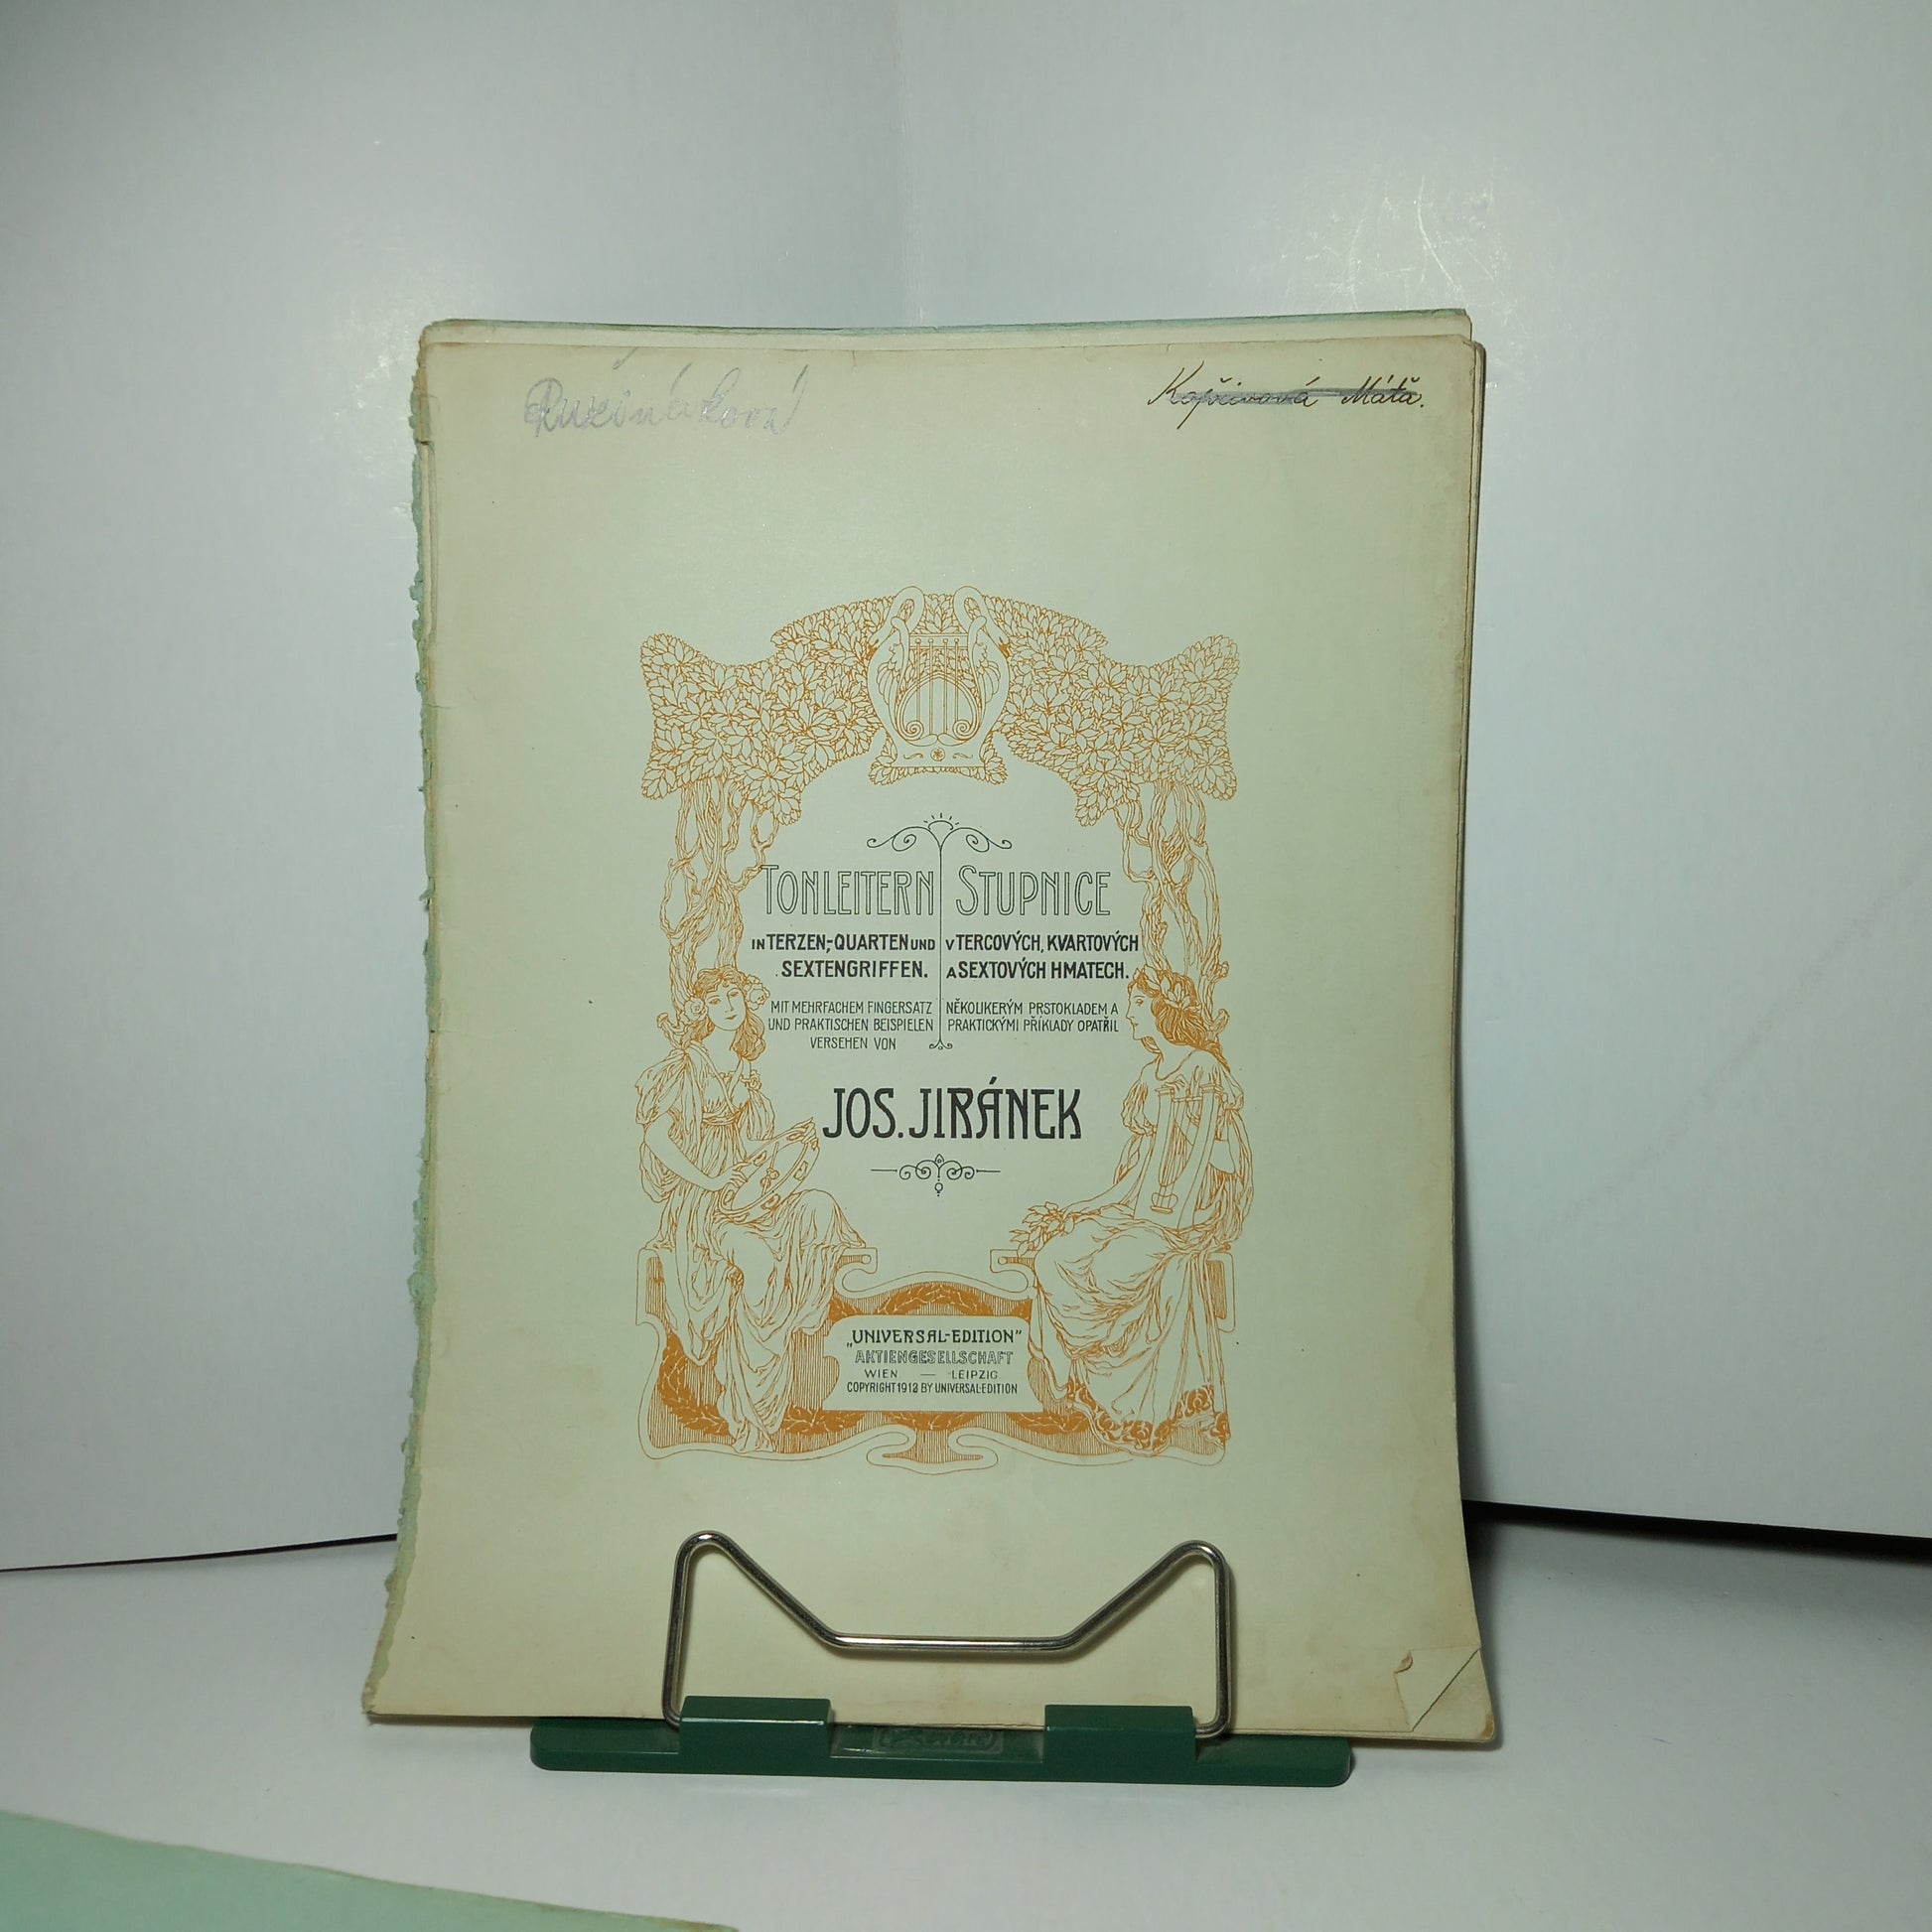 Kopřivová Máťa.
TONLEITERN
IN TERZEN,-QUARTEN UND
SEXTENGRIFFEN.
MIT MEHRFACHEM FINGERSATZ
UND PRAKTISCHEN BEISPIELEN
VERSEHEN VON
STUPNICE
V TERCOVÝCH, KVARTOVÝCH
A SEXTOVÝCH HMATECH.
NĚKOLIKERÝM PRSTOKLADEM A
PRAKTICKÝMI PŘÍKLADY OPATŘIL
JOS. JIRÁNEK
„UNIVERSAL-EDITION"
AKTIENGESELLSCHAFT
WIEN — LEIPZIG
COPYRIGHT 1912 BY UNIVERSAL-EDITION